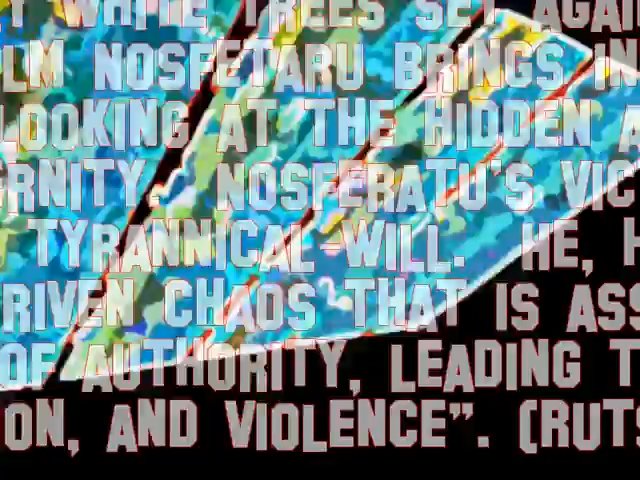 Y WHITE TREES SET AGAI
LM NOSFETARU BRINGS IN
LOOKING AT THE HIDDEN A
RNITY. NOSFERATU'S VIC
TYRANNICAL WILL. HE, H
RIVEN CHAOS THAT IS ASS
OF AUTHORITY, LEADING T
ON, AND VIOLENCE”. (RUTS